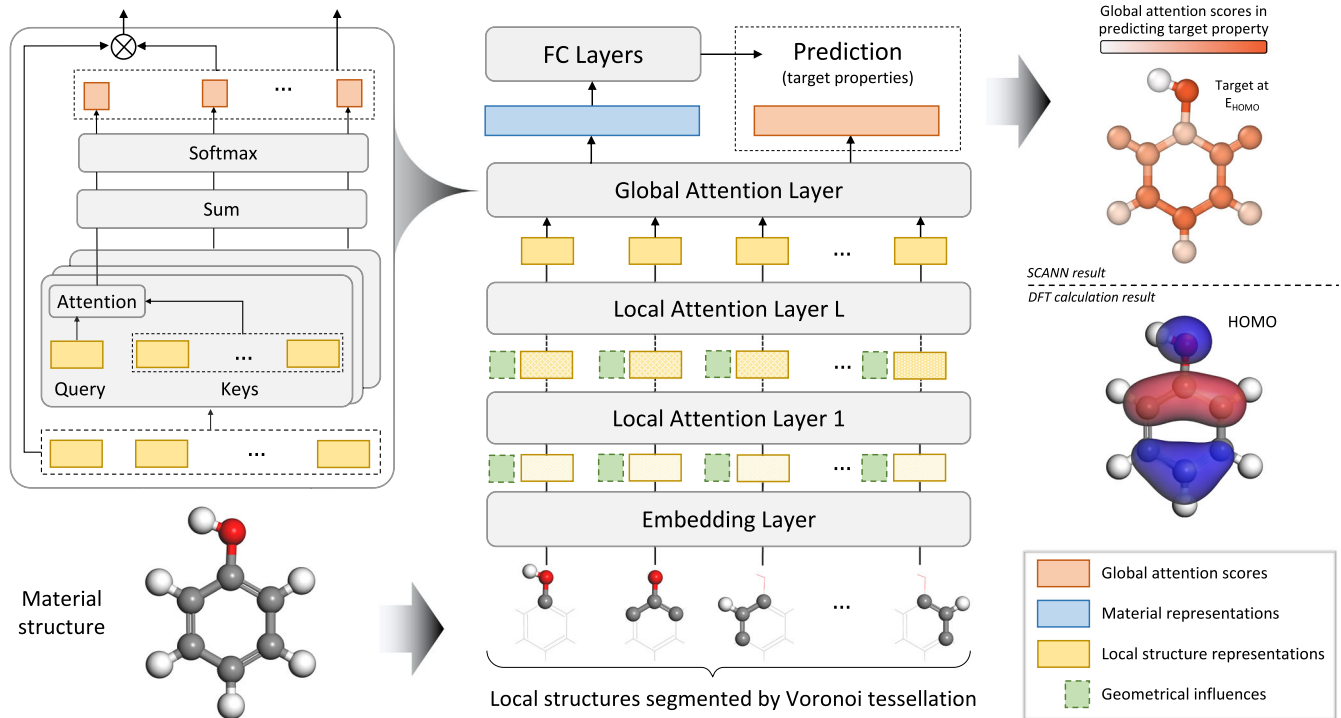 Softmax
Sum
Attention
...
Query
Keys
...
...
Material
structure
FC Layers
Prediction
(target properties)
Global Attention Layer
...
Local Attention Layer L
...
Local Attention Layer 1
...
Embedding Layer
...
Local structures segmented by Voronoi tessellation
Global attention scores in
predicting target property
Target at
EHOMO
SCANN result
DFT calculation result
HOMO
Global attention scores
Material representations
Local structure representations
Geometrical influences